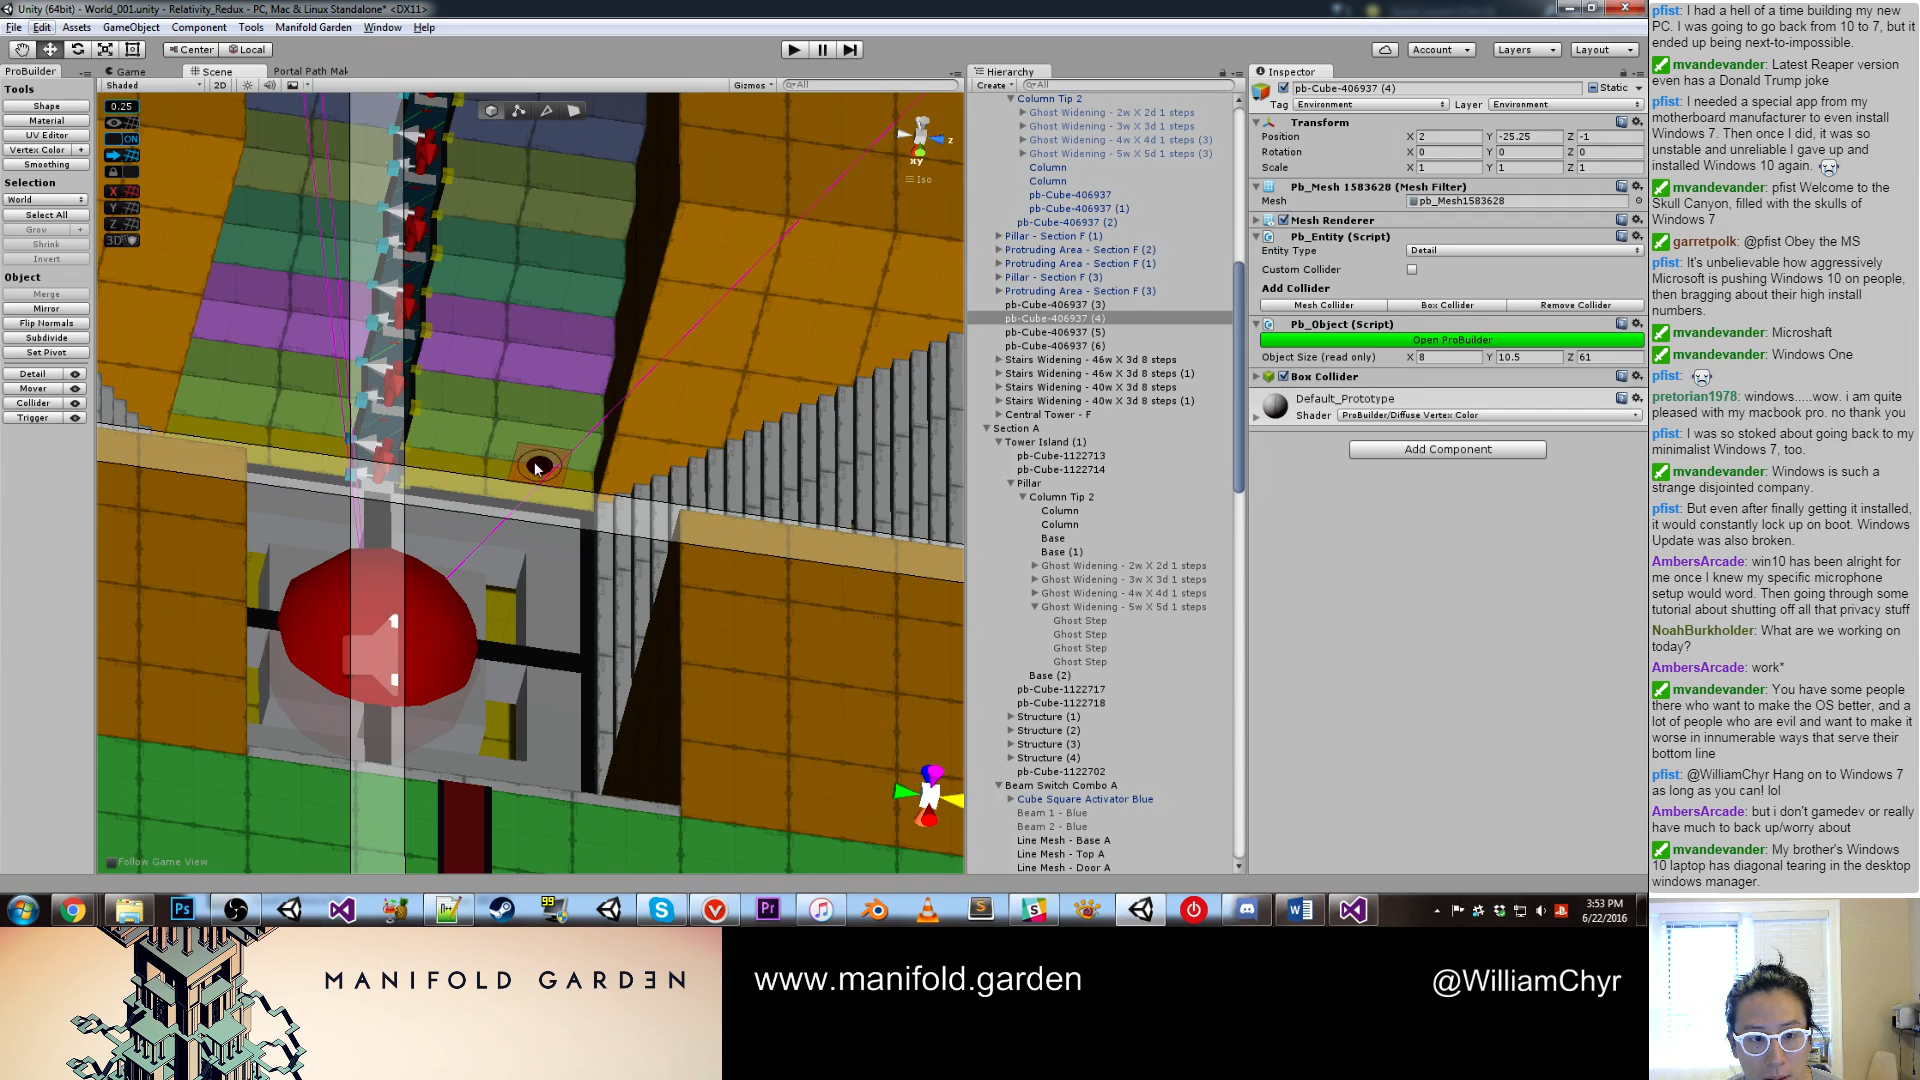 Unity (64bit) - World_001.unity - Relativity_Redux - PC, Mac & Linux Standalone* <DX11>
File Edit Assets GameObject Component Tools Manifold Garden Window Help
Center Local Account Layers Layout
ProBuilder
Tools
Shape
Material
UV Editor
Vertex Color +
Smoothing
Selection
World
Select All
Grow +
Shrink
Invert
Object
Merge
Mirror
Flip Normals
Subdivide
Set Pivot
Detail
Mover
Collider
Trigger
Game Scene Portal Path Mak
Shaded 2D Gizmos All
0.25
ON
X
Y
Z
3D
z
xy
Iso
Follow Game View
Hierarchy
Create All
Column Tip 2
Ghost Widening - 2w X 2d 1 steps
Ghost Widening - 3w X 3d 1 steps
Ghost Widening - 4w X 4d 1 steps (3)
Ghost Widening - 5w X 5d 1 steps (3)
Column
Column
pb-Cube-406937
pb-Cube-406937 (1)
pb-Cube-406937 (2)
Pillar - Section F (1)
Protruding Area - Section F (2)
Protruding Area - Section F (1)
Pillar - Section F (3)
Protruding Area - Section F (3)
pb-Cube-406937 (3)
pb-Cube-406937 (4)
pb-Cube-406937 (5)
pb-Cube-406937 (6)
Stairs Widening - 46w X 3d 8 steps
Stairs Widening - 46w X 3d 8 steps (1)
Stairs Widening - 40w X 3d 8 steps
Stairs Widening - 40w X 3d 8 steps (1)
Central Tower - F
Section A
Tower Island (1)
pb-Cube-1122713
pb-Cube-1122714
Pillar
Column Tip 2
Column
Column
Base
Base (1)
Ghost Widening - 2w X 2d 1 steps
Ghost Widening - 3w X 3d 1 steps
Ghost Widening - 4w X 4d 1 steps
Ghost Widening - 5w X 5d 1 steps
Ghost Step
Ghost Step
Ghost Step
Ghost Step
Base (2)
pb-Cube-1122717
pb-Cube-1122718
Structure (1)
Structure (2)
Structure (3)
Structure (4)
pb-Cube-1122702
Beam Switch Combo A
Cube Square Activator Blue
Beam 1 - Blue
Beam 2 - Blue
Line Mesh - Base A
Line Mesh - Top A
Line Mesh - Door A
Inspector
pb-Cube-406937 (4) Static
Tag Environment Layer Environment
Transform
Position X 2 Y -25.25 Z -1
Rotation X 0 Y 0 Z 0
Scale X 1 Y 1 Z 1
Pb_Mesh 1583628 (Mesh Filter)
Mesh pb_Mesh1583628
Mesh Renderer
Pb_Entity (Script)
Entity Type Detail
Custom Collider
Add Collider
Mesh Collider Box Collider Remove Collider
Pb_Object (Script)
Open ProBuilder
Object Size (read only) X 8 Y 10.5 Z 61
Box Collider
Default_Prototype
Shader ProBuilder/Diffuse Vertex Color
Add Component
pfist: I had a hell of a time building my new
PC. I was going to go back from 10 to 7, but it
ended up being next-to-impossible.
mvandevander: Latest Reaper version
even has a Donald Trump joke
pfist: I needed a special app from my
motherboard manufacturer to even install
Windows 7. Then once I did, it was so
unstable and unreliable I gave up and
installed Windows 10 again.
mvandevander: pfist Welcome to the
Skull Canyon, filled with the skulls of
Windows 7
garretpolk: @pfist Obey the MS
pfist: It's unbelievable how aggressively
Microsoft is pushing Windows 10 on people,
then bragging about their high install
numbers.
mvandevander: Microshaft
mvandevander: Windows One
pfist:
pretorian1978: windows.....wow. i am quite
pleased with my macbook pro. no thank you
pfist: I was so stoked about going back to my
minimalist Windows 7, too.
mvandevander: Windows is such a
strange disjointed company.
pfist: But even after finally getting it installed,
it would constantly lock up on boot. Windows
Update was also broken.
AmbersArcade: win10 has been alright for
me once I knew my specific microphone
setup would word. Then going through some
tutorial about shutting off all that privacy stuff
NoahBurkholder: What are we working on
today?
AmbersArcade: work*
mvandevander: You have some people
there who want to make the OS better, and a
lot of people who are evil and want to make it
worse in innumerable ways that serve their
bottom line
pfist: @WilliamChyr Hang on to Windows 7
as long as you can! lol
AmbersArcade: but i don't gamedev or really
have much to back up/worry about
mvandevander: My brother's Windows
10 laptop has diagonal tearing in the desktop
windows manager.
Ps 99 S V Pr S W
3:53 PM
6/22/2016
MANIFOLD GARDEN
www.manifold.garden
@WilliamChyr